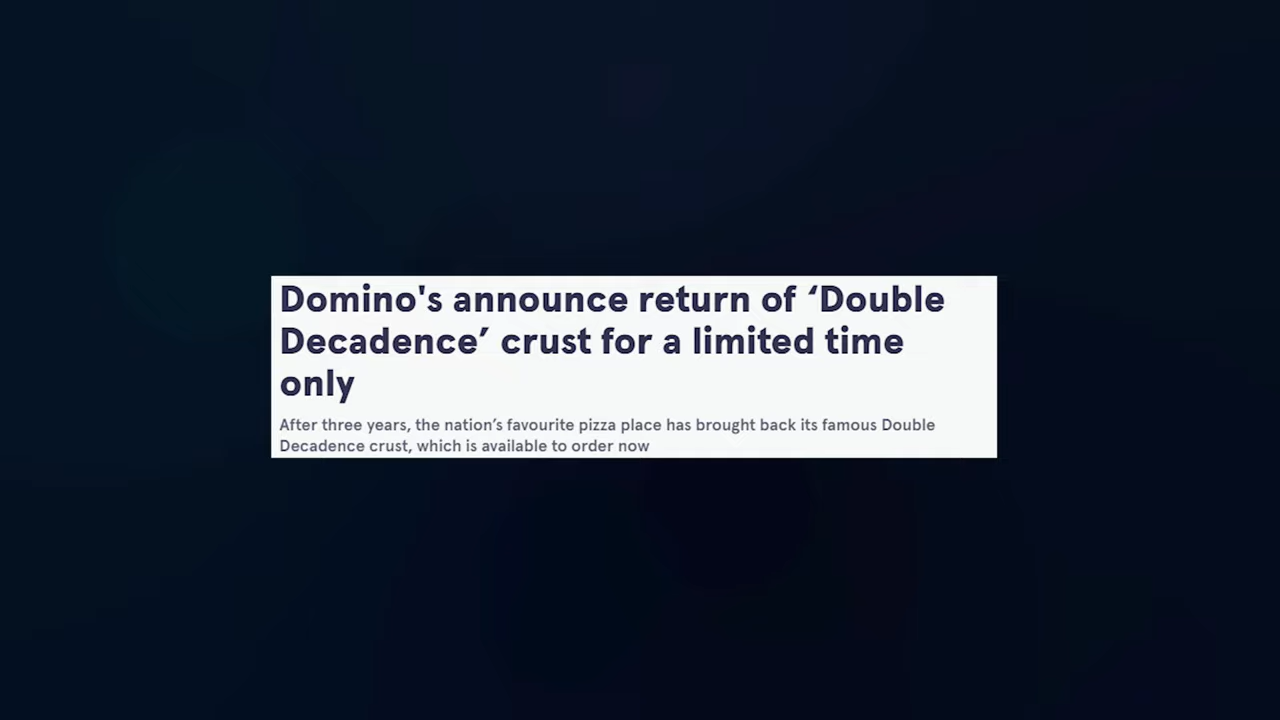 Domino's announce return of ‘Double
Decadence’ crust for a limited time
only
After three years, the nation’s favourite pizza place has brought back its famous Double
Decadence crust, which is available to order now